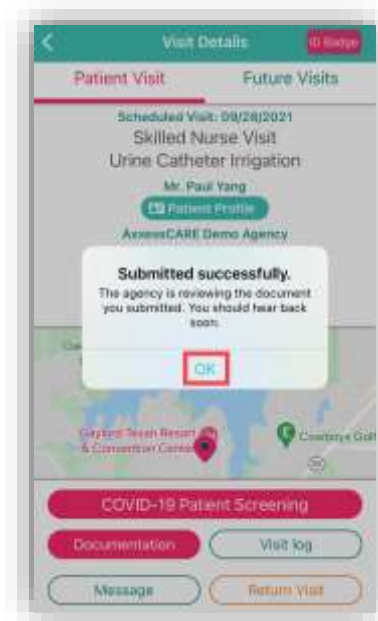 Visit Details
ID Badge
Patient Visit
Future Visits
Scheduled Visit: 09/28/2021
Skilled Nurse Visit
Urine Catheter Irrigation
Mr. Paul Yang
Patient Profile
AxxessCARE Demo Agency
Submitted successfully.
The agency is reviewing the document
you submitted. You should hear back
soon.
OK
Gaylord Texan Resort
& Convention Center
Cowboys Golf
COVID-19 Patient Screening
Documentation
Visit log
Message
Return Visit